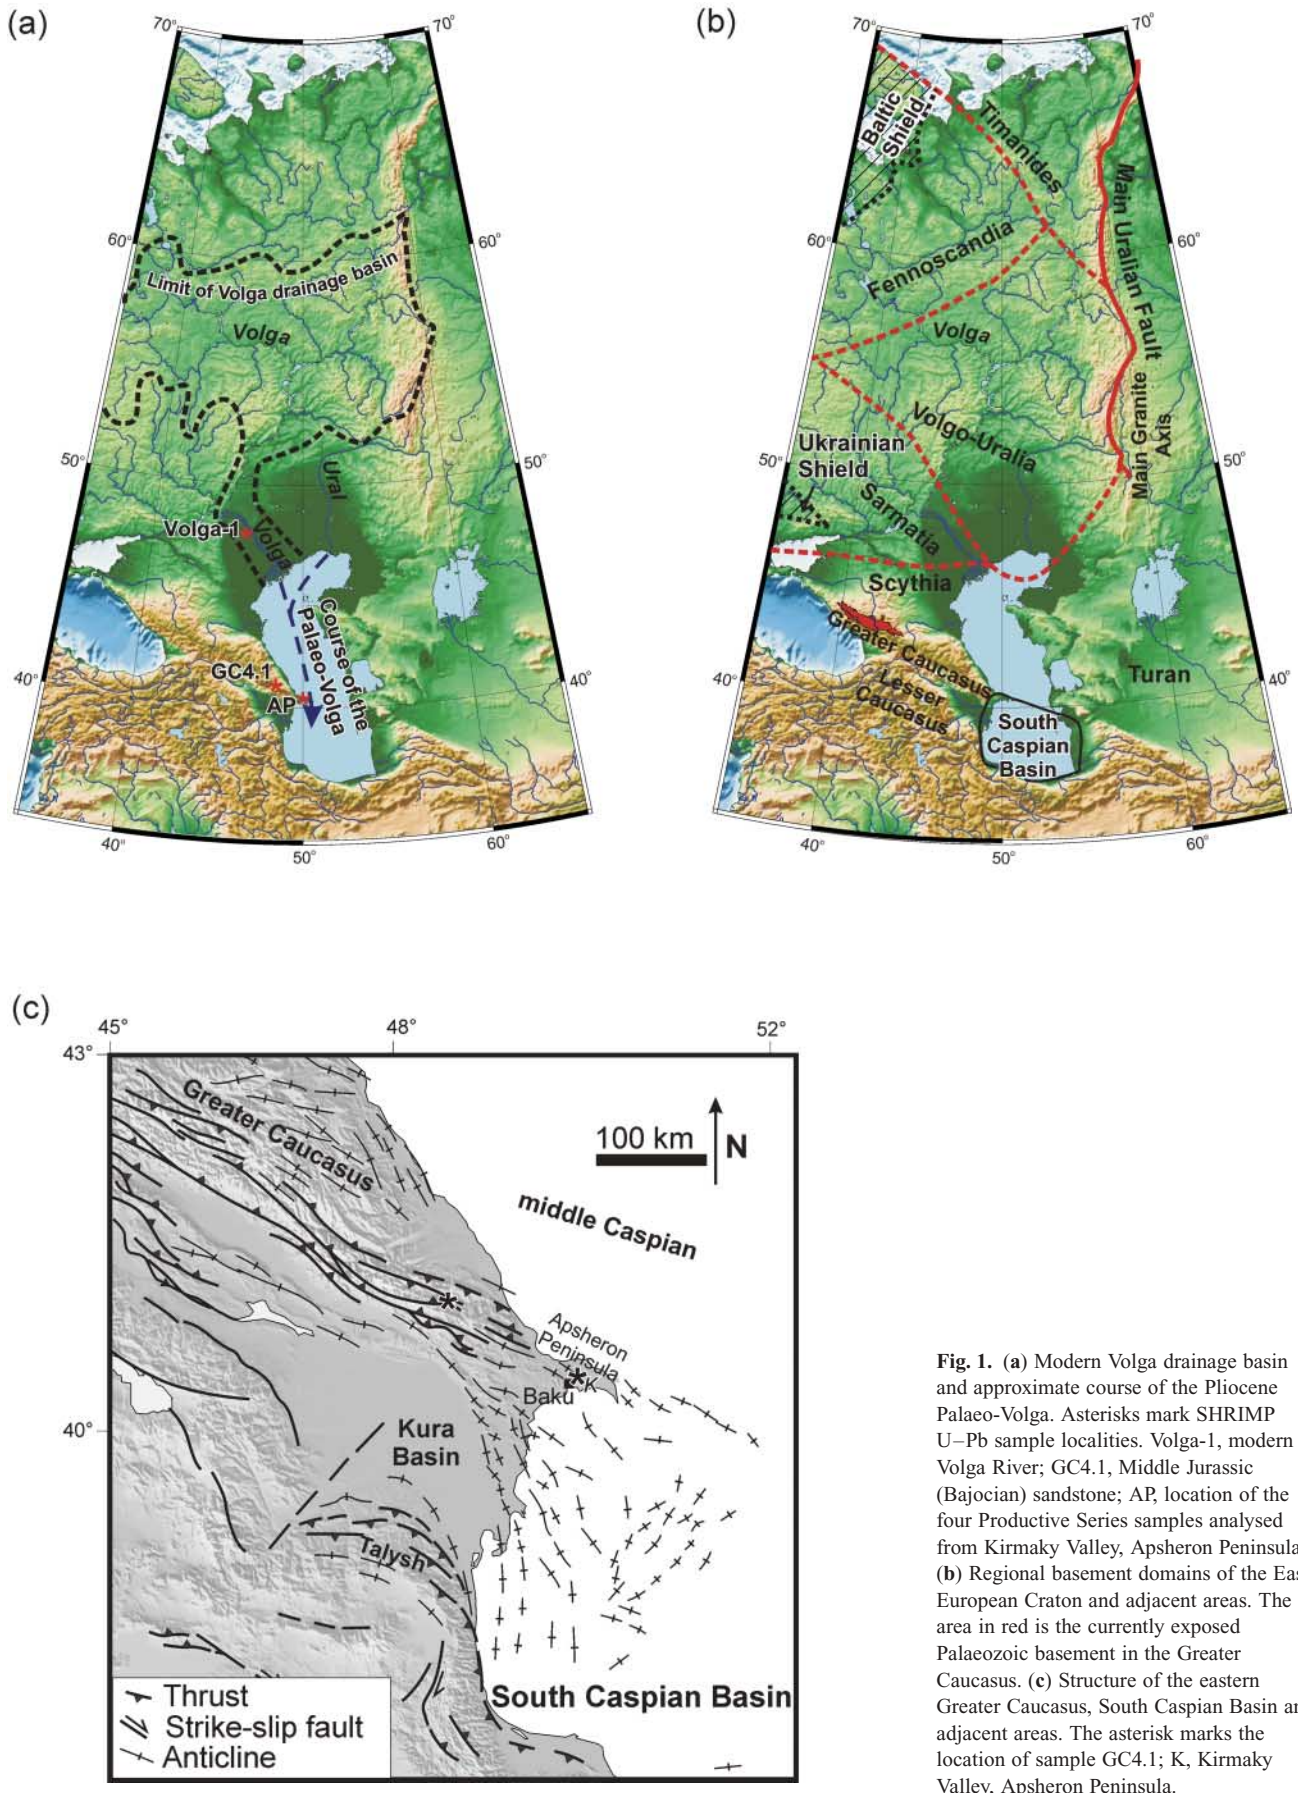 (a)
70°
70°
60°
60°
Limit of Volga drainage basin
Volga
50°
50°
Ural
Volga-1
Volga
Course of the
Palaeo-Volga
GC4.1
AP
40°
40°
40°
50°
60°
(b)
70°
70°
Baltic
Shield
Timanides
Main Uralian Fault
60°
60°
Fennoscandia
Volga
Main Granite
Axis
Volgo-Uralia
Ukrainian
Shield
50°
50°
Sarmatia
Scythia
Greater Caucasus
Lesser
Caucasus
Turan
40°
40°
South
Caspian
Basin
40°
50°
60°
(c)
45°
48°
52°
43°
Greater Caucasus
100 km
N
middle Caspian
Apsheron
Peninsula
K
Baku
40°
Kura
Basin
Talysh
South Caspian Basin
Thrust
Strike-slip fault
Anticline
Fig. 1. (a) Modern Volga drainage basin
and approximate course of the Pliocene
Palaeo-Volga. Asterisks mark SHRIMP
U–Pb sample localities. Volga-1, modern
Volga River; GC4.1, Middle Jurassic
(Bajocian) sandstone; AP, location of the
four Productive Series samples analysed
from Kirmaky Valley, Apsheron Peninsula
(b) Regional basement domains of the Eas
European Craton and adjacent areas. The
area in red is the currently exposed
Palaeozoic basement in the Greater
Caucasus. (c) Structure of the eastern
Greater Caucasus, South Caspian Basin an
adjacent areas. The asterisk marks the
location of sample GC4.1; K, Kirmaky
Valley, Apsheron Peninsula.